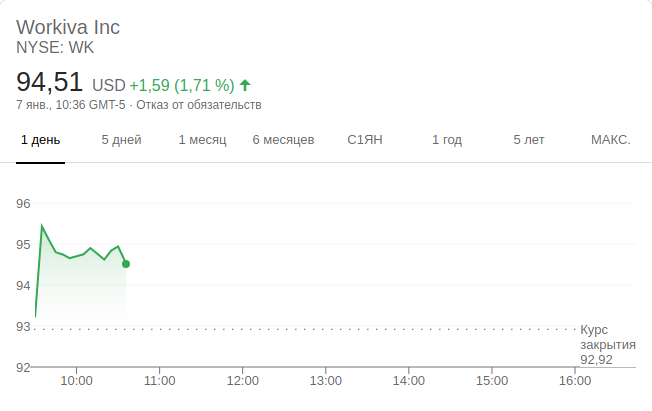 Workiva Inc
NYSE: WK
94,51 USD +1,59 (1,71 %)
7 янв., 10:36 GMT-5 · Отказ от обязательств
1 день 5 дней 1 месяц 6 месяцев С1ЯН 1 год 5 лет МАКС.
96
95
94
93
Курс
закрытия
92,92
92
10:00 11:00 12:00 13:00 14:00 15:00 16:00